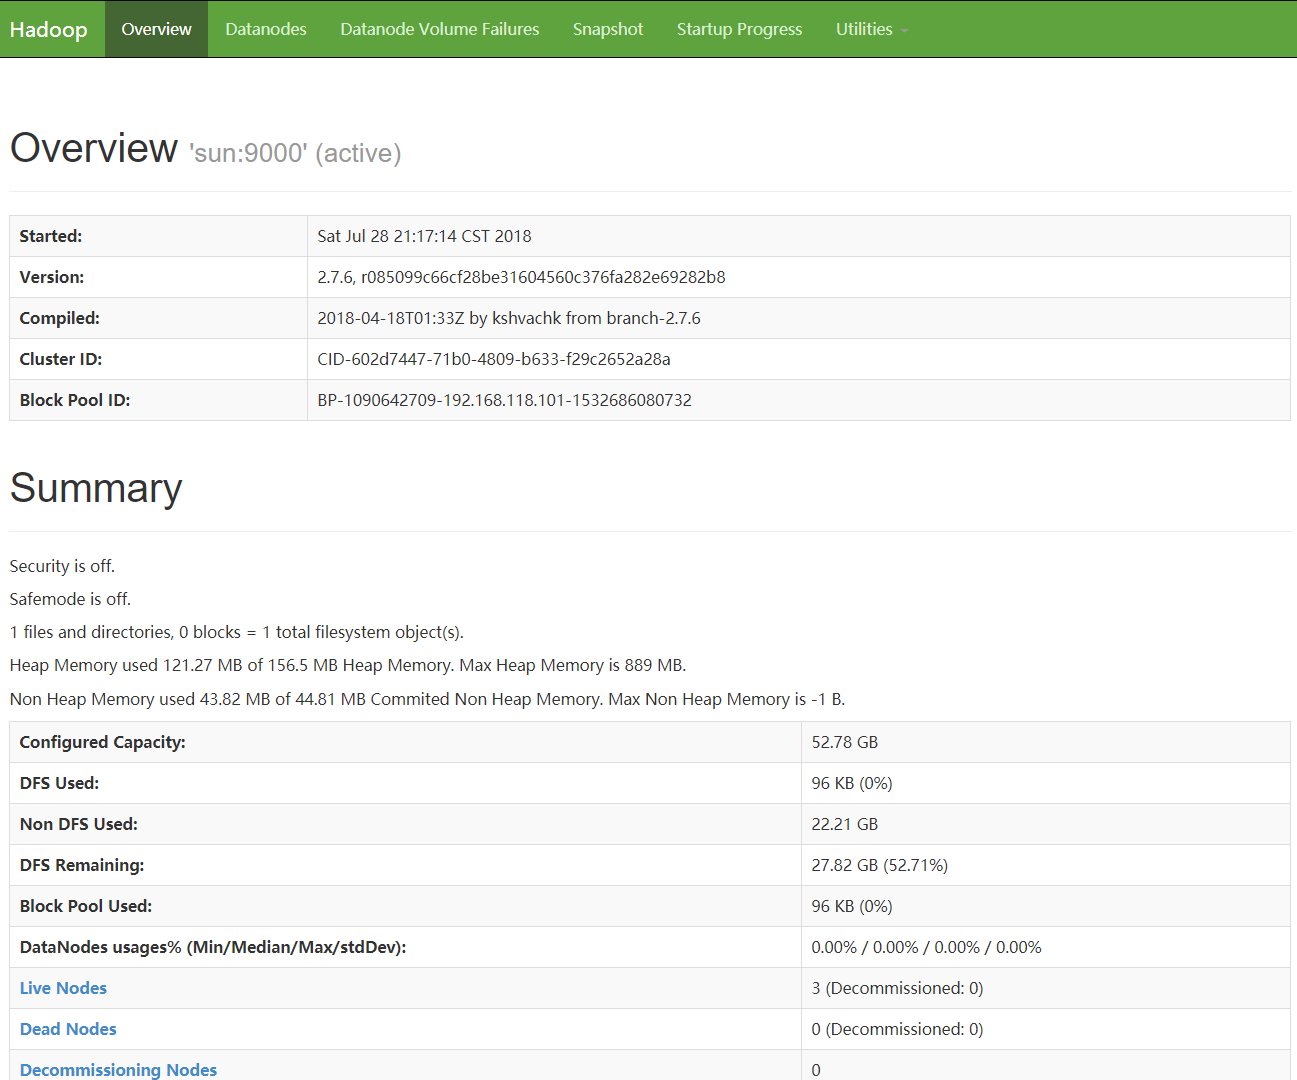 Hadoop Overview Datanodes Datanode Volume Failures Snapshot Startup Progress Utilities
Overview 'sun:9000' (active)
Started: Sat Jul 28 21:17:14 CST 2018
Version: 2.7.6, r085099c66cf28be31604560c376fa282e69282b8
Compiled: 2018-04-18T01:33Z by kshvachk from branch-2.7.6
Cluster ID: CID-602d7447-71b0-4809-b633-f29c2652a28a
Block Pool ID: BP-1090642709-192.168.118.101-1532686080732
Summary
Security is off.
Safemode is off.
1 files and directories, 0 blocks = 1 total filesystem object(s).
Heap Memory used 121.27 MB of 156.5 MB Heap Memory. Max Heap Memory is 889 MB.
Non Heap Memory used 43.82 MB of 44.81 MB Commited Non Heap Memory. Max Non Heap Memory is -1 B.
Configured Capacity: 52.78 GB
DFS Used: 96 KB (0%)
Non DFS Used: 22.21 GB
DFS Remaining: 27.82 GB (52.71%)
Block Pool Used: 96 KB (0%)
DataNodes usages% (Min/Median/Max/stdDev): 0.00% / 0.00% / 0.00% / 0.00%
Live Nodes 3 (Decommissioned: 0)
Dead Nodes 0 (Decommissioned: 0)
Decommissioning Nodes 0